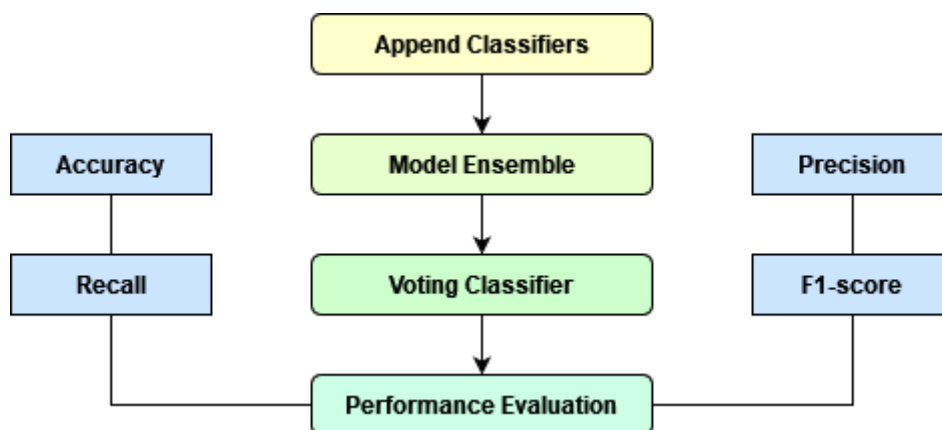 Append Classifiers
Accuracy
Model Ensemble
Precision
Recall
Voting Classifier
F1-score
Performance Evaluation